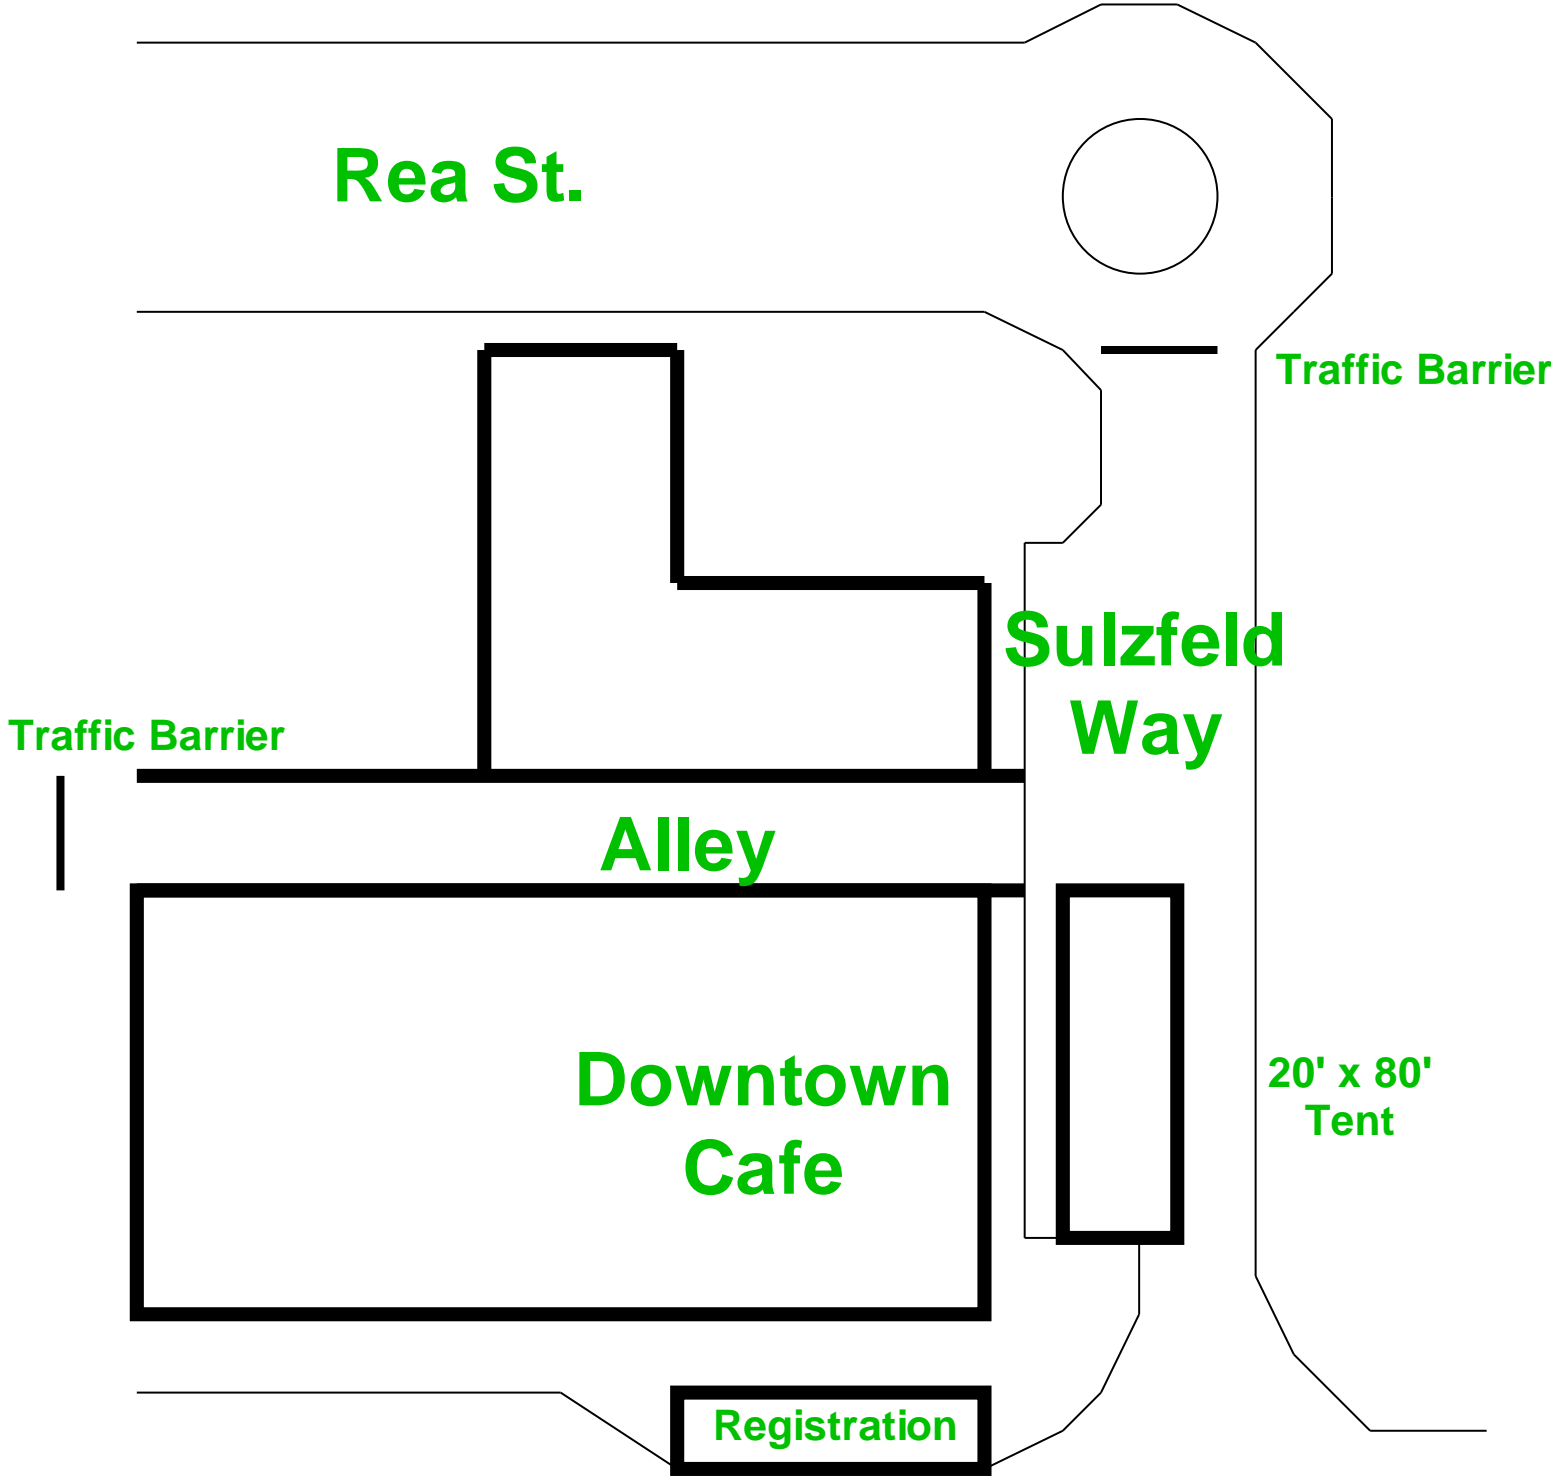 Rea St.
Traffic Barrier
Sulzfeld
Way
Traffic Barrier
Alley
Downtown
Cafe
20' x 80'
Tent
Registration